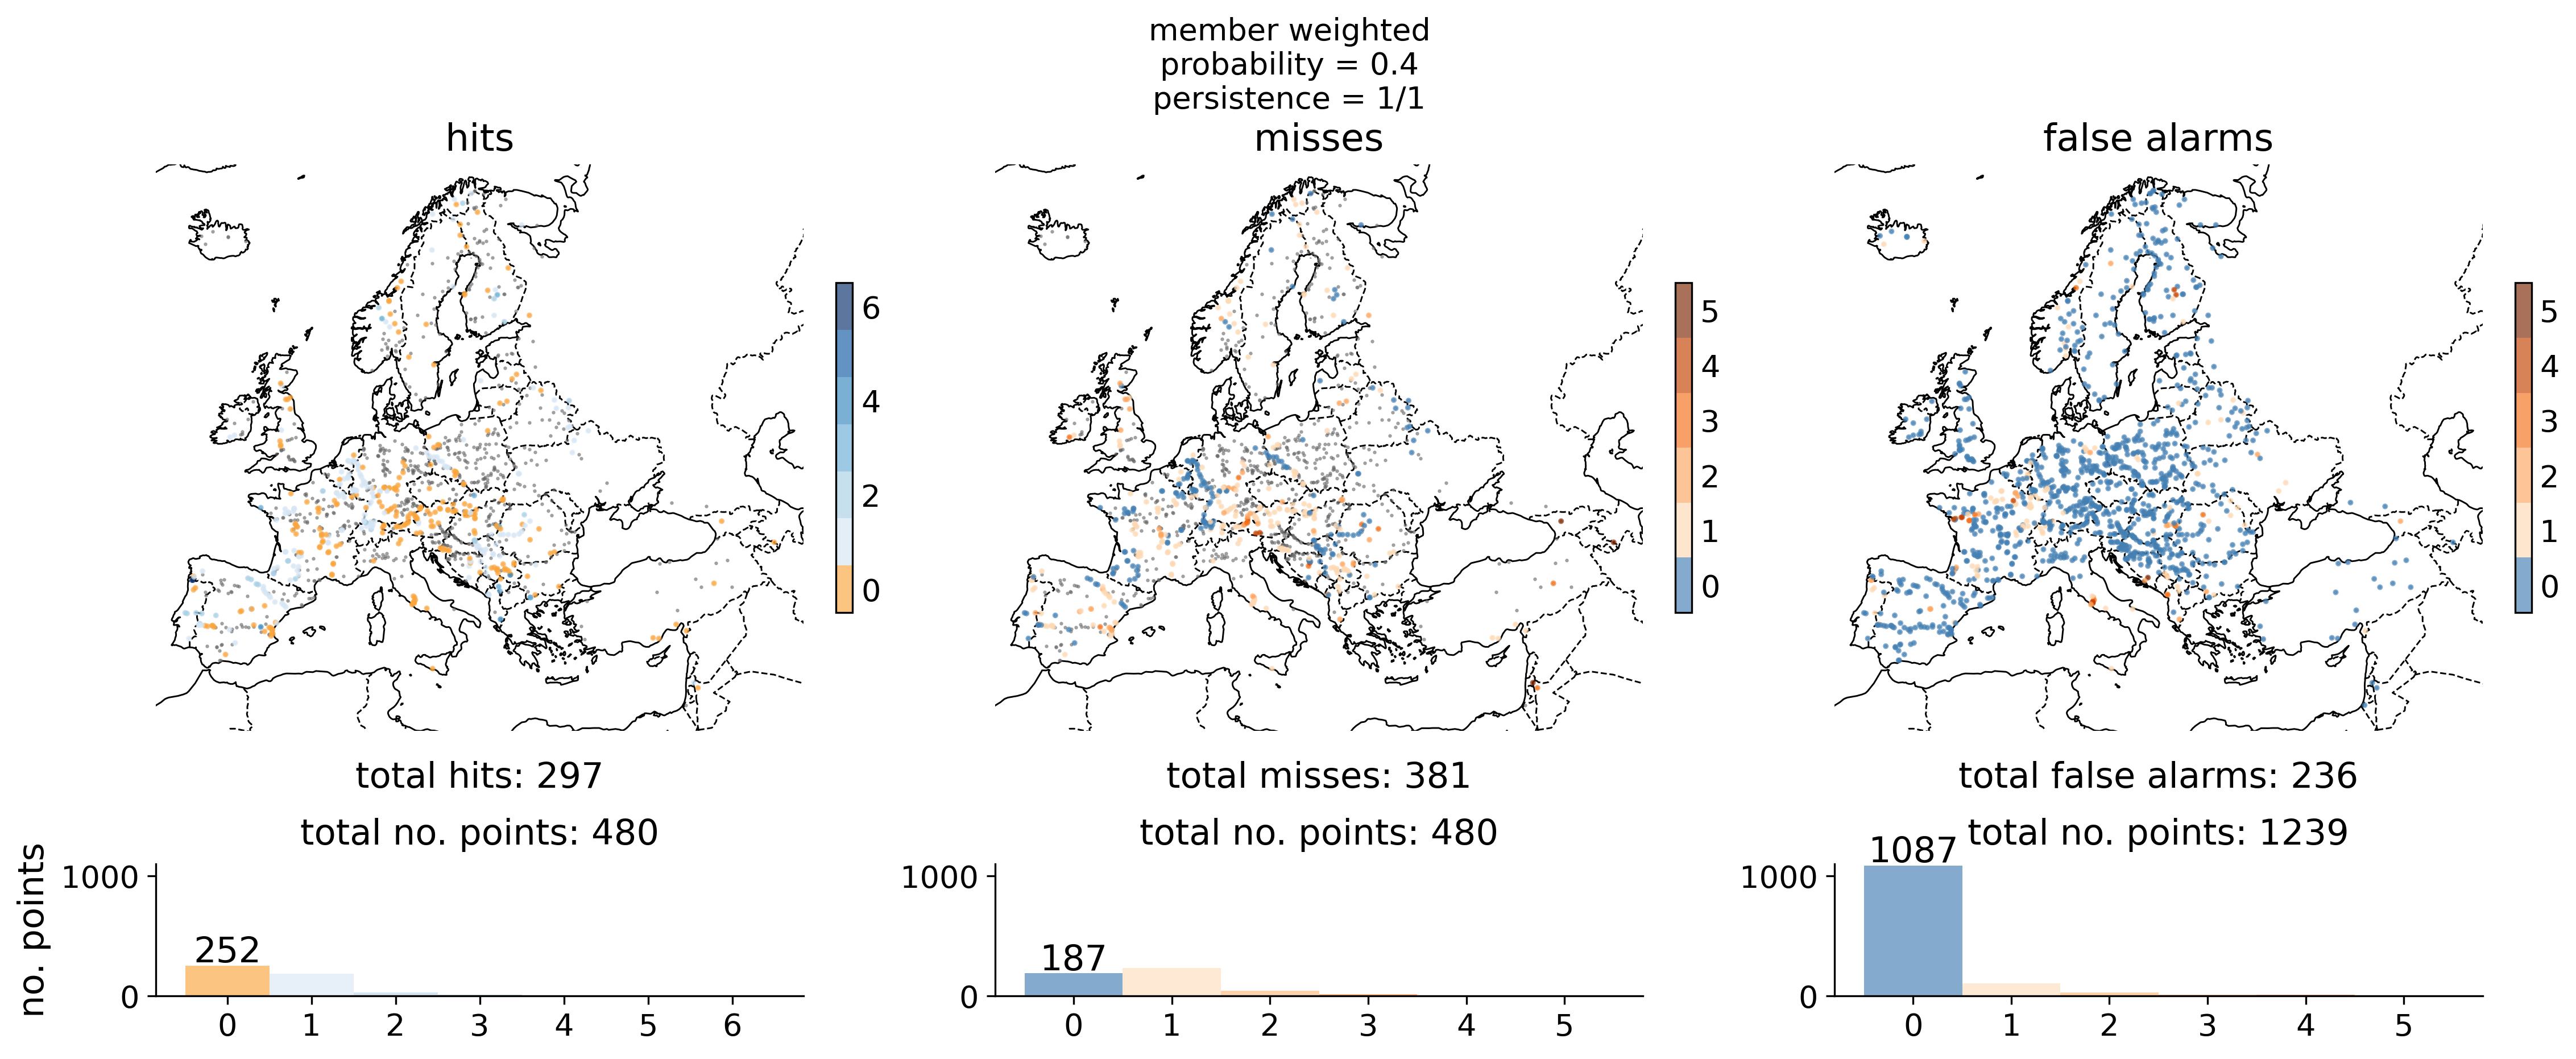 member weighted
probability = 0.4
persistence = 1/1
hits
misses
false alarms
6
4
2
0
5
4
3
2
1
0
5
4
3
2
1
0
total hits: 297
total misses: 381
total false alarms: 236
total no. points: 480
total no. points: 480
total no. points: 1239
no. points
1000
0
252
0 1 2 3 4 5 6
1000
0
187
0 1 2 3 4 5
1000
0
1087
0 1 2 3 4 5